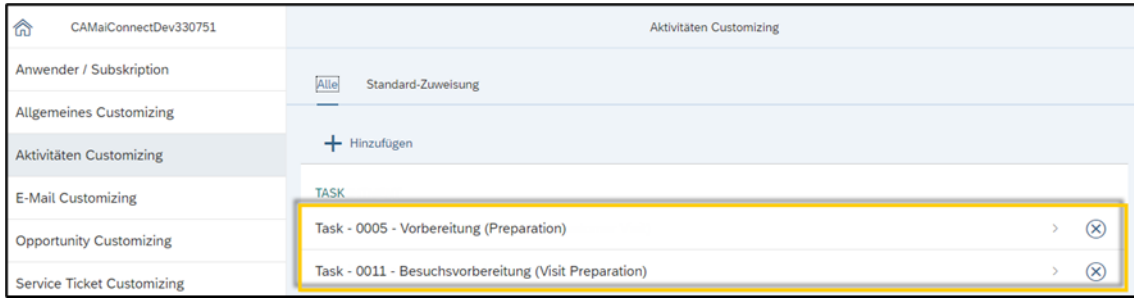 CAMaiConnectDev330751
Aktivitäten Customizing
Anwender / Subskription
Alle Standard-Zuweisung
Allgemeines Customizing
Hinzufügen
Aktivitäten Customizing
E-Mail Customizing
TASK
Task - 0005 - Vorbereitung (Preparation)
Opportunity Customizing
Task - 0011 - Besuchsvorbereitung (Visit Preparation)
Service Ticket Customizing